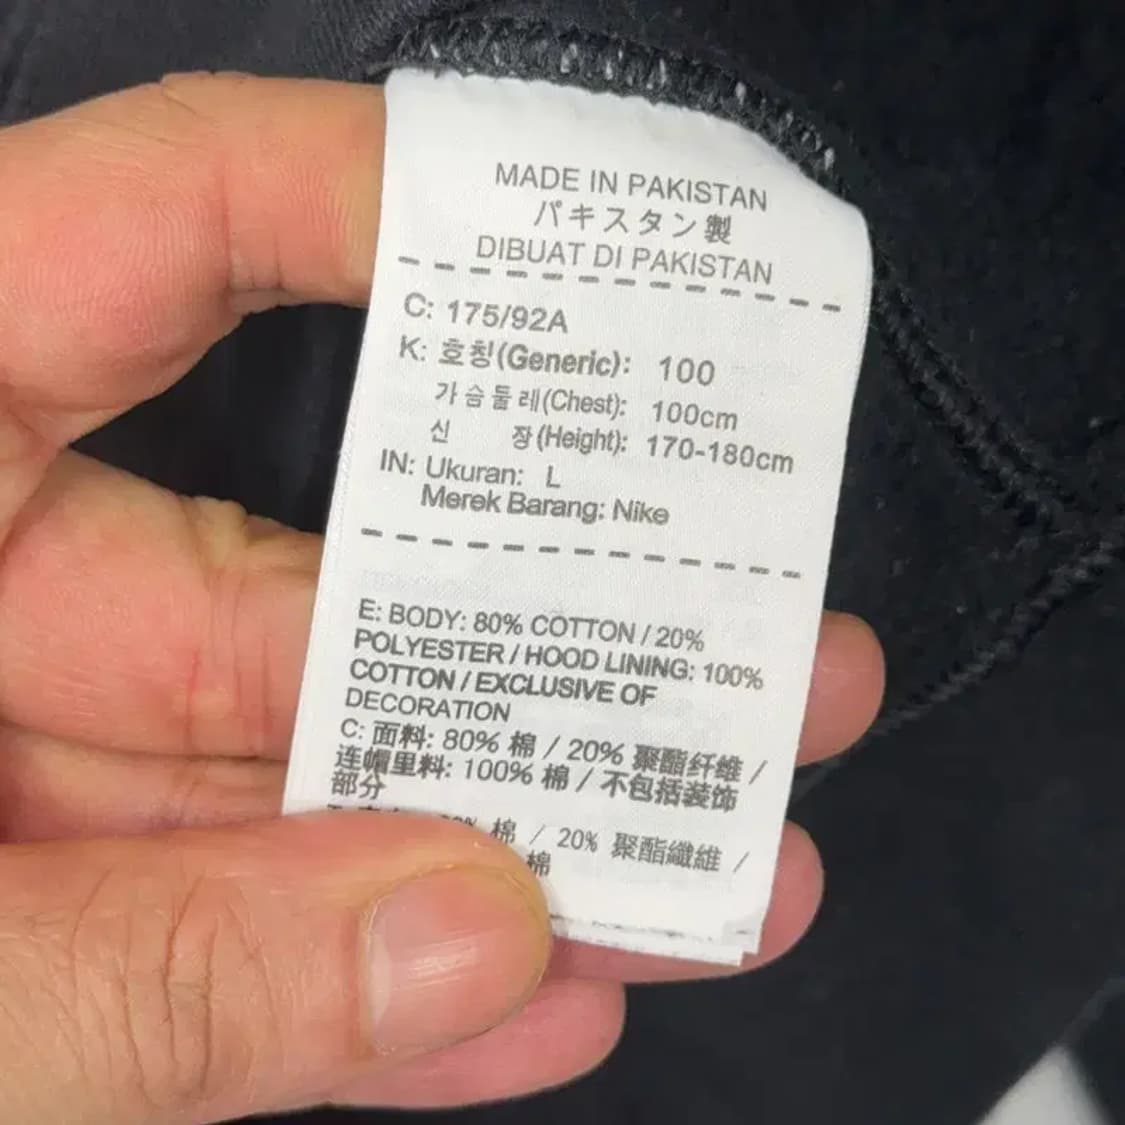 MADE IN PAKISTAN
パキスタン製
DIBUAT DI PAKISTAN
C: 175/92A
K: 호칭(Generic): 100
가슴둘레(Chest): 100cm
신 장(Height): 170-180cm
IN: Ukuran: L
Merek Barang: Nike
E: BODY: 80% COTTON / 20%
POLYESTER / HOOD LINING: 100%
COTTON / EXCLUSIVE OF
DECORATION
C: 面料: 80% 棉 / 20% 聚酯纤维 /
连帽里料: 100% 棉 / 不包括装饰
部分
棉 / 20% 聚酯纖維 /
棉